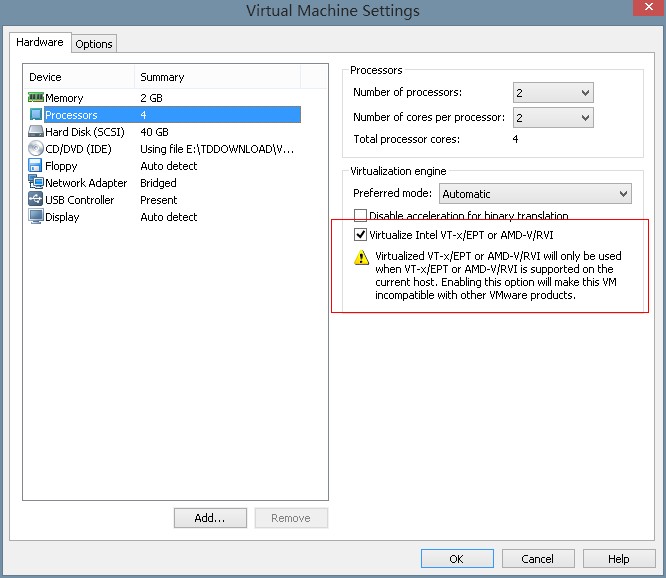 Virtual Machine Settings
Hardware
Options
Device Summary
Memory 2 GB
Processors 4
Hard Disk (SCSI) 40 GB
CD/DVD (IDE) Using file E:\TDDOWNLOAD\V...
Floppy Auto detect
Network Adapter Bridged
USB Controller Present
Display Auto detect
Add...
Remove
Processors
Number of processors: 2
Number of cores per processor: 2
Total processor cores: 4
Virtualization engine
Preferred mode: Automatic
Disable acceleration for binary translation
Virtualize Intel VT-x/EPT or AMD-V/RVI
Virtualized VT-x/EPT or AMD-V/RVI will only be used
when VT-x/EPT or AMD-V/RVI is supported on the
current host. Enabling this option will make this VM
incompatible with other VMware products.
OK
Cancel
Help